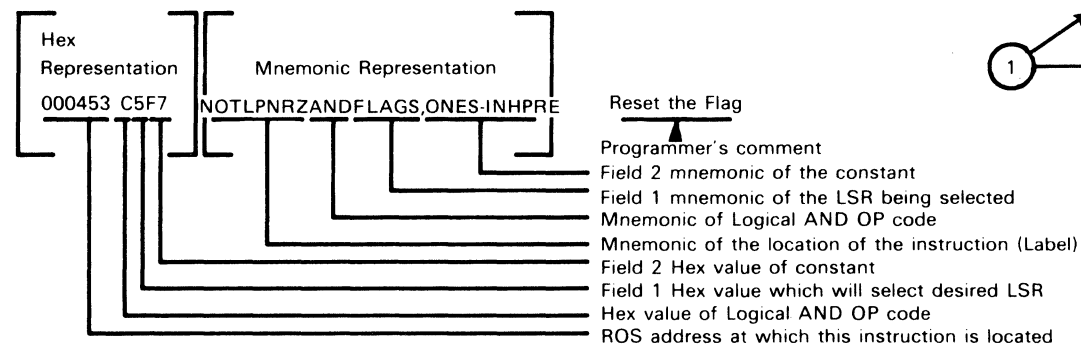 Hex
Representation
Mnemonic Representation
1
000453 C5F7 NOTLPNRZANDFLAGS,ONES-INHPRE Reset the Flag
Programmer's comment
Field 2 mnemonic of the constant
Field 1 mnemonic of the LSR being selected
Mnemonic of Logical AND OP code
Mnemonic of the location of the instruction (Label)
Field 2 Hex value of constant
Field 1 Hex value which will select desired LSR
Hex value of Logical AND OP code
ROS address at which this instruction is located